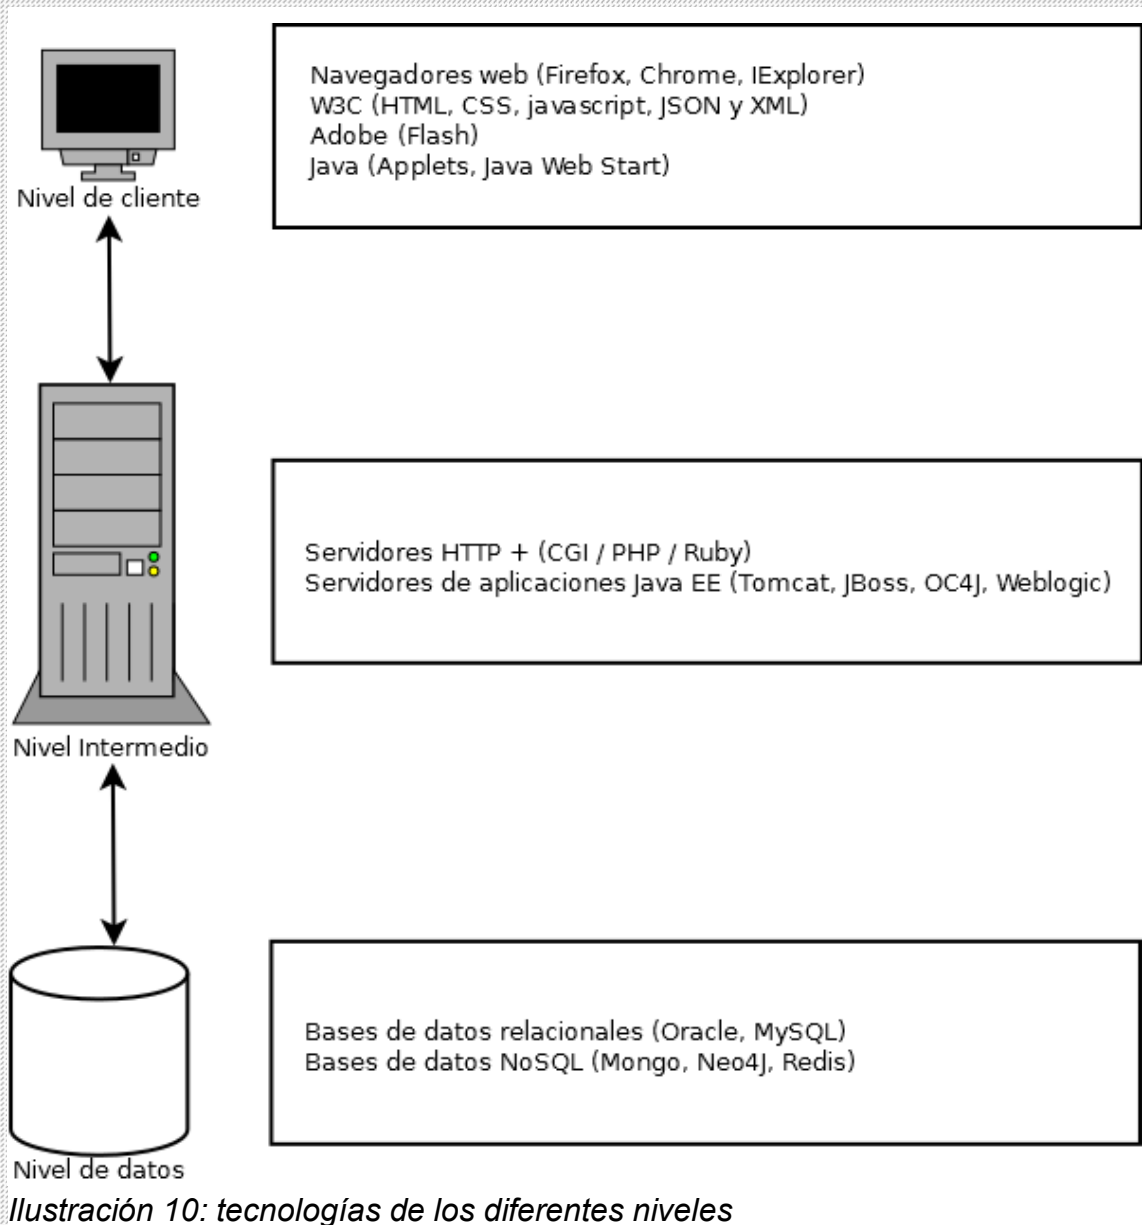 Navegadores web (Firefox, Chrome, IExplorer)
W3C (HTML, CSS, javascript, JSON y XML)
Adobe (Flash)
Java (Applets, Java Web Start)
Nivel de cliente
Servidores HTTP + (CGI / PHP / Ruby)
Servidores de aplicaciones Java EE (Tomcat, JBoss, OC4J, Weblogic)
Nivel Intermedio
Bases de datos relacionales (Oracle, MySQL)
Bases de datos NoSQL (Mongo, Neo4J, Redis)
Nivel de datos
Ilustración 10: tecnologías de los diferentes niveles